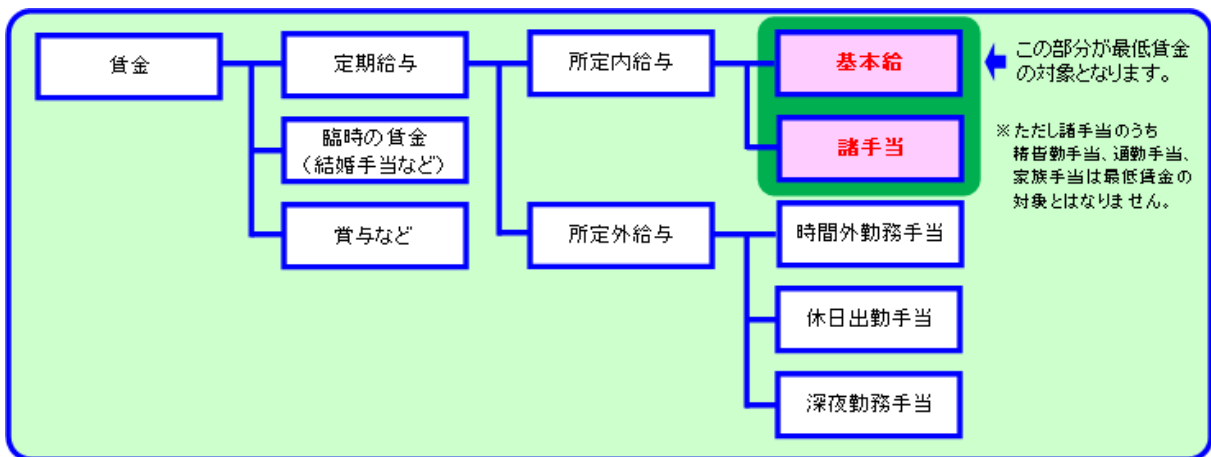 賃金
定期給与
所定内給与
基本給
この部分が最低賃金
の対象となります。
諸手当
※ただし諸手当のうち
精皆勤手当、通勤手当、
家族手当は最低賃金の
対象とはなりません。
臨時の賃金
（結婚手当など）
賞与など
所定外給与
時間外勤務手当
休日出勤手当
深夜勤務手当